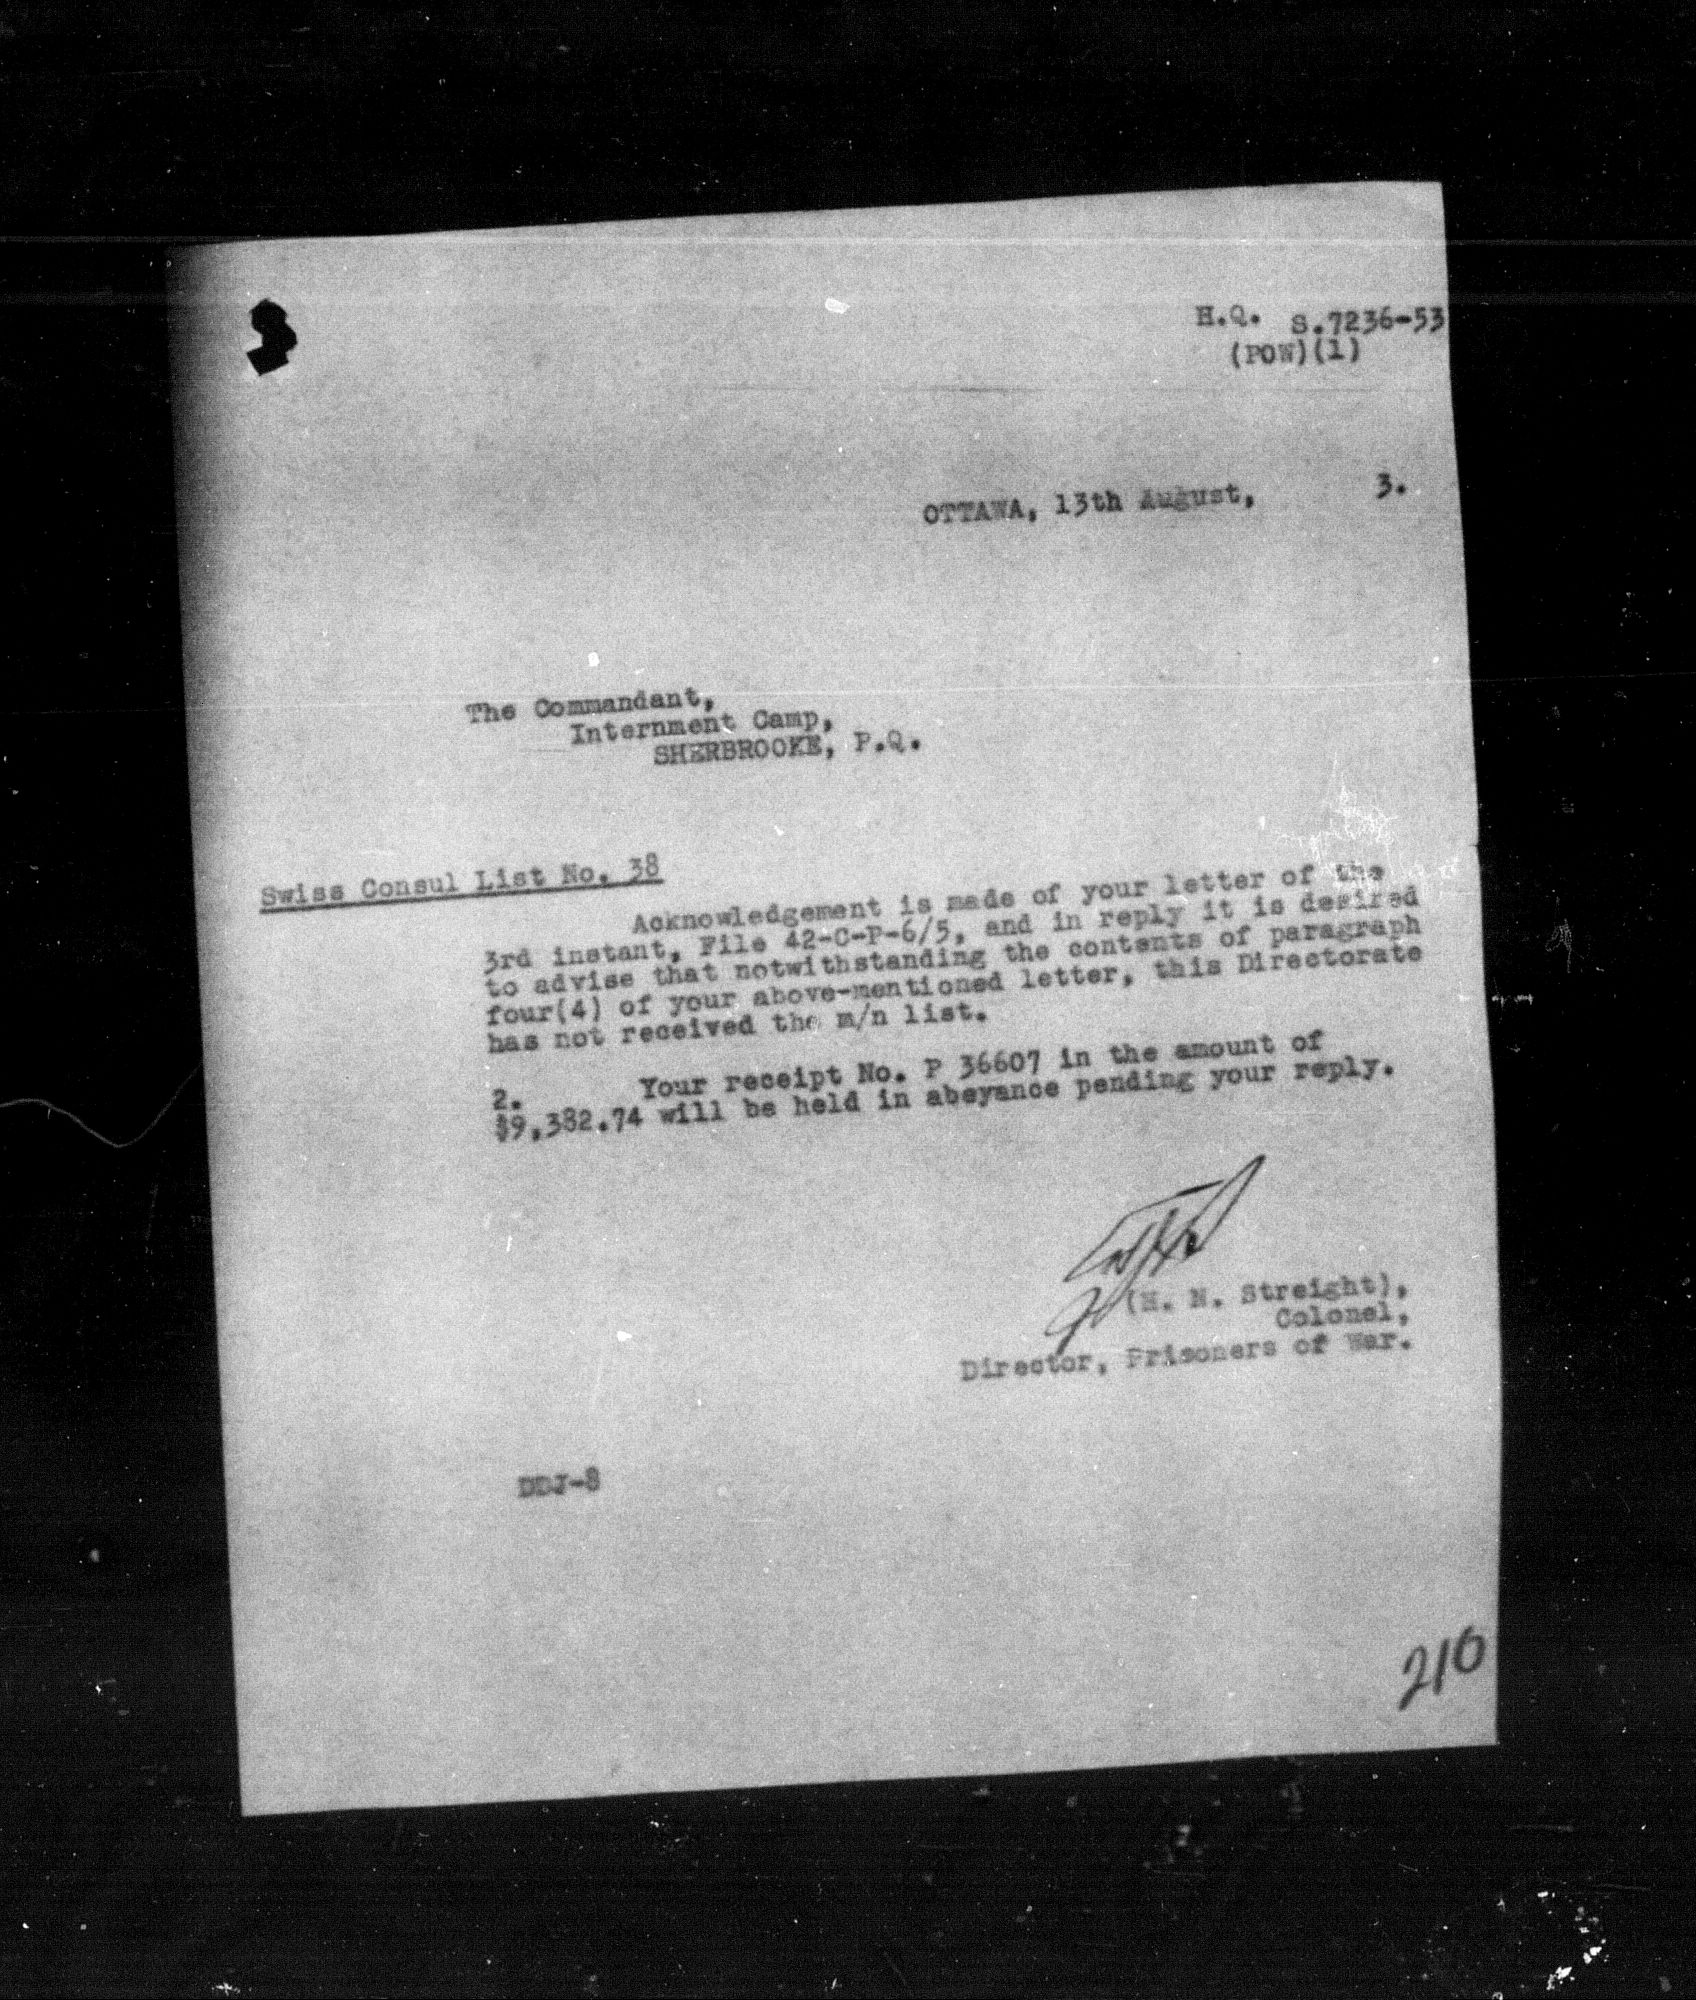 H.Q. S.7236-53
(POW)(1)
OTTAWA, 13th August, 3.
The Commandant,
Internment Camp,
SHERBROOKE, P.Q.
Swiss Consul List No. 38
Acknowledgement is made of your letter of the
3rd instant, File 42-C-P-6/5, and in reply it is desired
to advise that notwithstanding the contents of paragraph
four(4) of your above-mentioned letter, this Directorate
has not received the m/n list.
2. Your receipt No. P 36607 in the amount of
$9,382.74 will be held in abeyance pending your reply.
(H. N. Streight),
Colonel,
Director, Prisoners of War.
DDJ-8
216